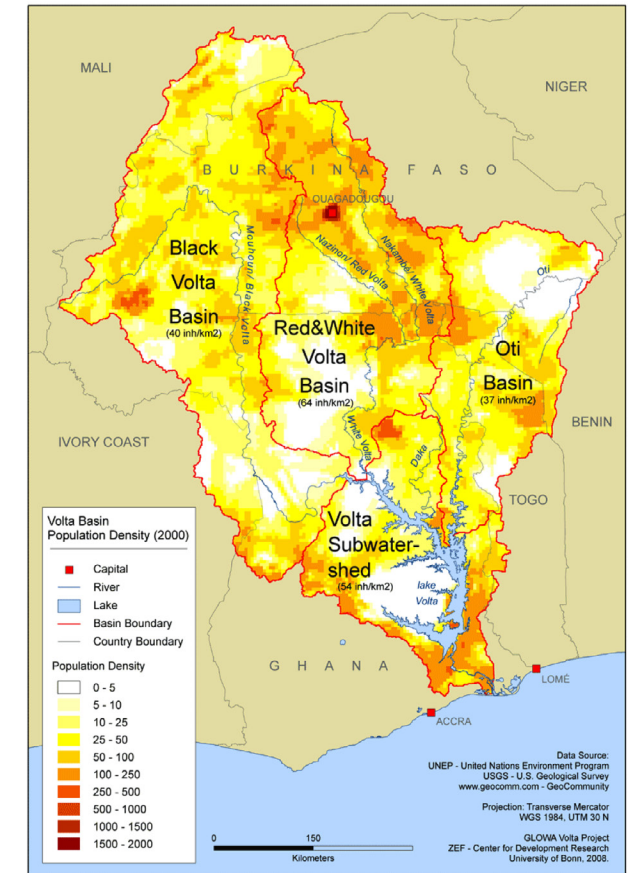 MALI
NIGER
BURKINA FASO
OUAGADOUGOU
Black
Volta
Basin
(40 inh/km2)
Mouhoun/ Black Volta
Nazinon/ Red Volta
Nakambé/ White Volta
Oti
Red&White
Volta
Basin
(64 inh/km2)
Oti
Basin
(37 inh/km2)
BENIN
IVORY COAST
White Volta
Daka
TOGO
Volta
Subwater-
shed
(54 inh/km2)
lake
Volta
GHANA
LOMÉ
ACCRA
Volta Basin
Population Density (2000)
Capital
River
Lake
Basin Boundary
Country Boundary
Population Density
0 - 5
5 - 10
10 - 25
25 - 50
50 - 100
100 - 250
250 - 500
500 - 1000
1000 - 1500
1500 - 2000
0 150
Kilometers
Data Source:
UNEP - United Nations Environment Program
USGS - U.S. Geological Survey
www.geocomm.com - GeoCommunity
Projection: Transverse Mercator
WGS 1984, UTM 30 N
GLOWA Volta Project
ZEF - Center for Development Research
University of Bonn, 2008.